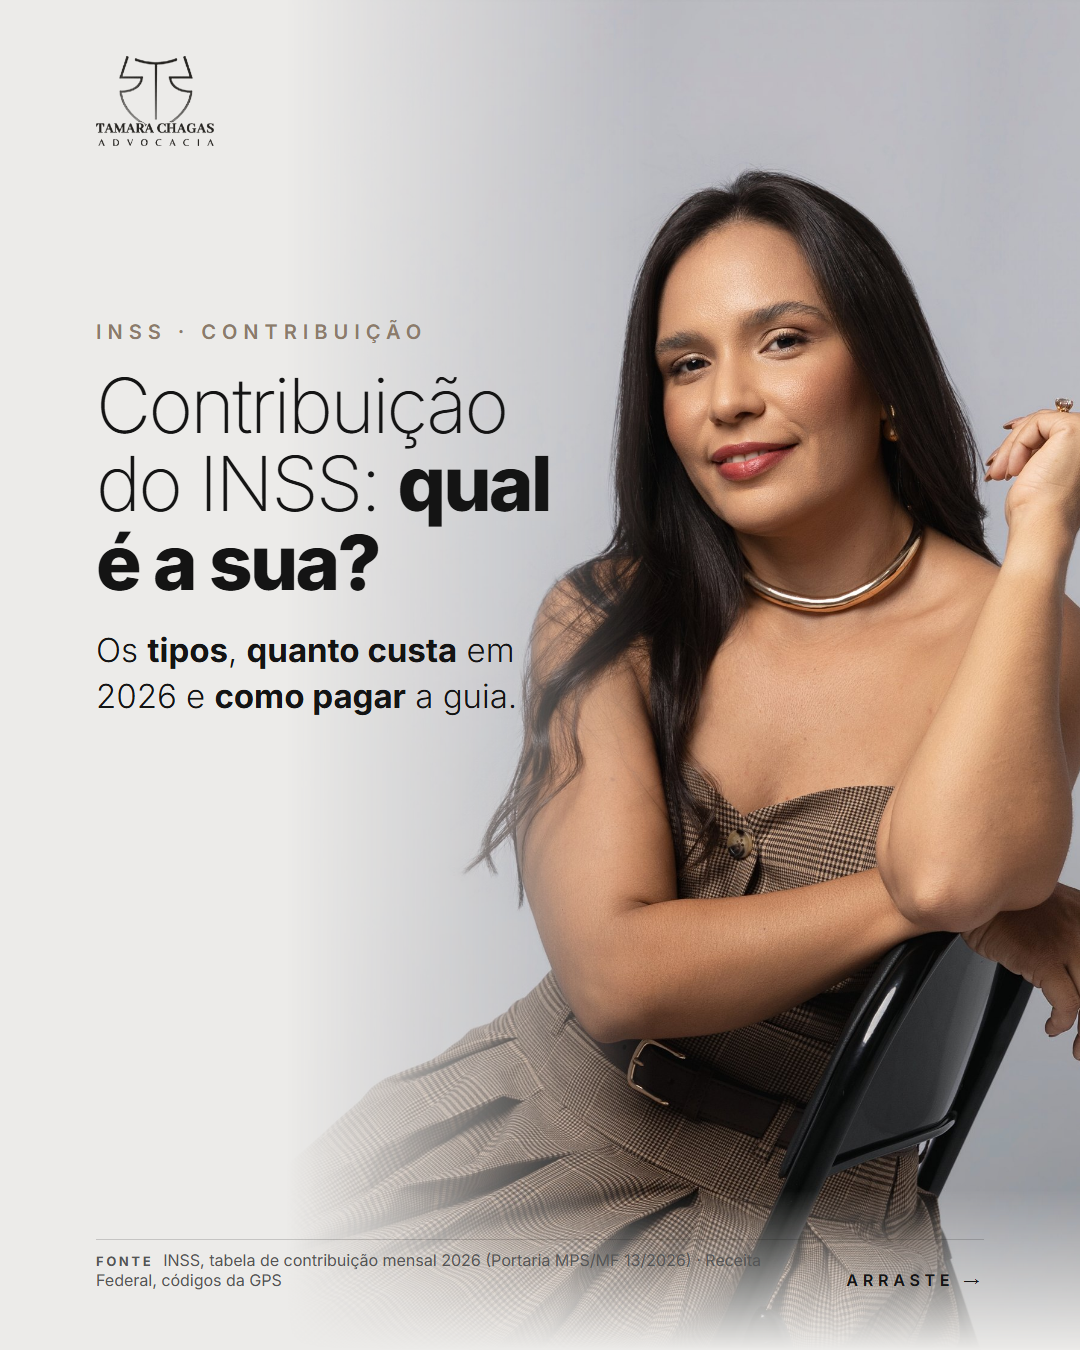 TAMARA CHAGAS
ADVOCACIA
INSS · CONTRIBUIÇÃO
Contribuição
do INSS: qual
é a sua?
Os tipos, quanto custa em
2026 e como pagar a guia.
FONTE INSS, tabela de contribuição mensal 2026 (Portaria MPS/MF 13/2026) · Receita
Federal, códigos da GPS
ARRASTE →